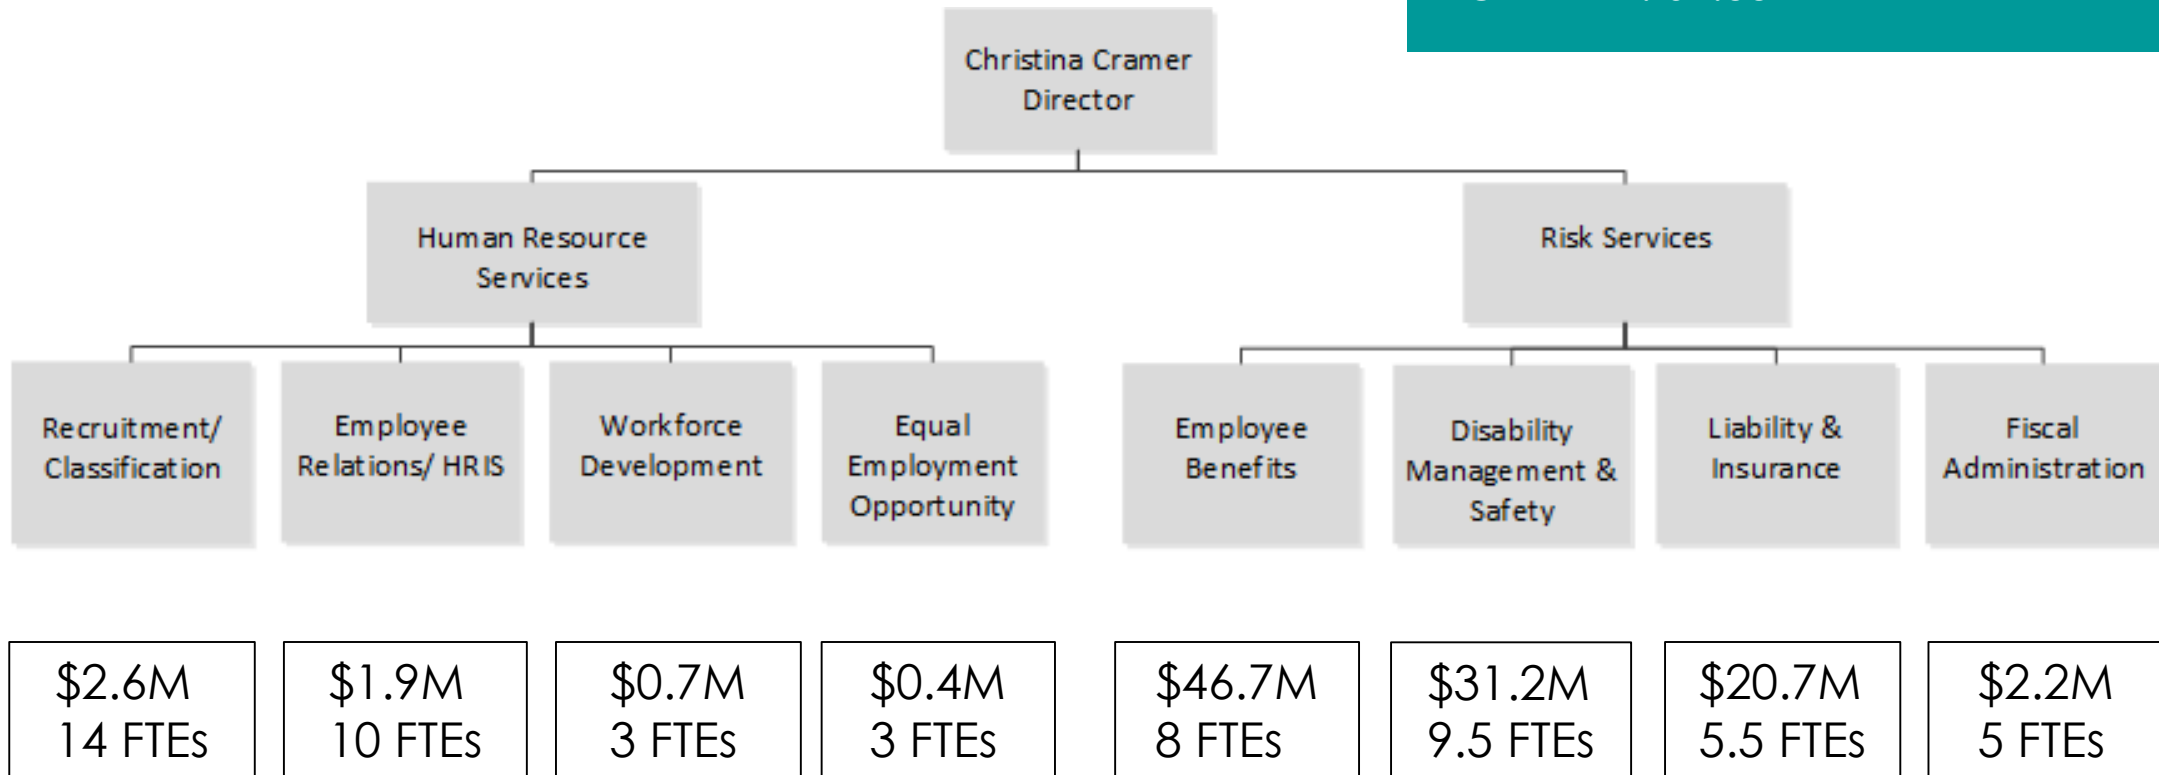 Christina Cramer
Director
Human Resource
Services
Risk Services
Recruitment/
Classification
Employee
Relations/ HRIS
Workforce
Development
Equal
Employment
Opportunity
Employee
Benefits
Disability
Management &
Safety
Liability &
Insurance
Fiscal
Administration
$2.6M
14 FTEs
$1.9M
10 FTEs
$0.7M
3 FTEs
$0.4M
3 FTEs
$46.7M
8 FTEs
$31.2M
9.5 FTEs
$20.7M
5.5 FTEs
$2.2M
5 FTEs